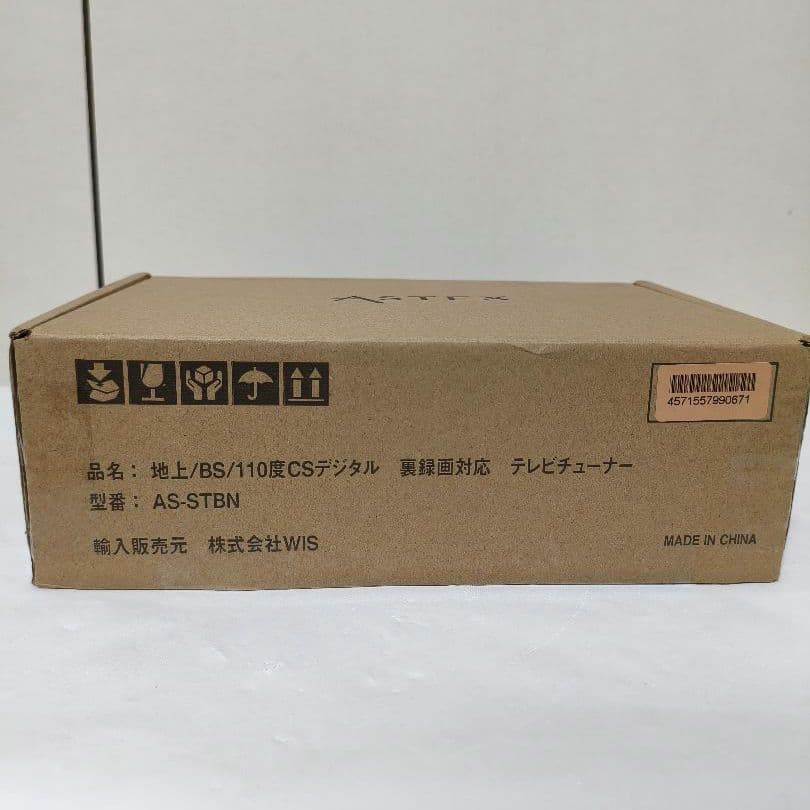 4571557990671
品名： 地上/BS/110度CSデジタル 裏録画対応 テレビチューナー
型番： AS-STBN
輸入販売元 株式会社WIS
MADE IN CHINA